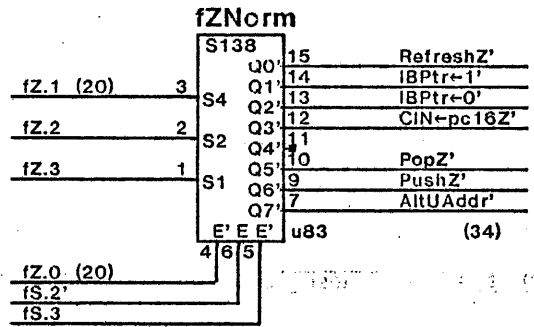 fZNorm
S138
Q0' 15 RefreshZ'
Q1' 14 IBPtr←1'
fZ.1 (20) 3 S4 Q2' 13 IBPtr←0'
Q3' 12 CIN←pc16Z'
fZ.2 2 S2 Q4' 11
Q5' 10 PopZ'
fZ.3 1 S1 Q6' 9 PushZ'
Q7' 7 AltUAddr'
E' E E' u83 (34)
4 6 5
fZ.0 (20)
fS.2'
fS.3